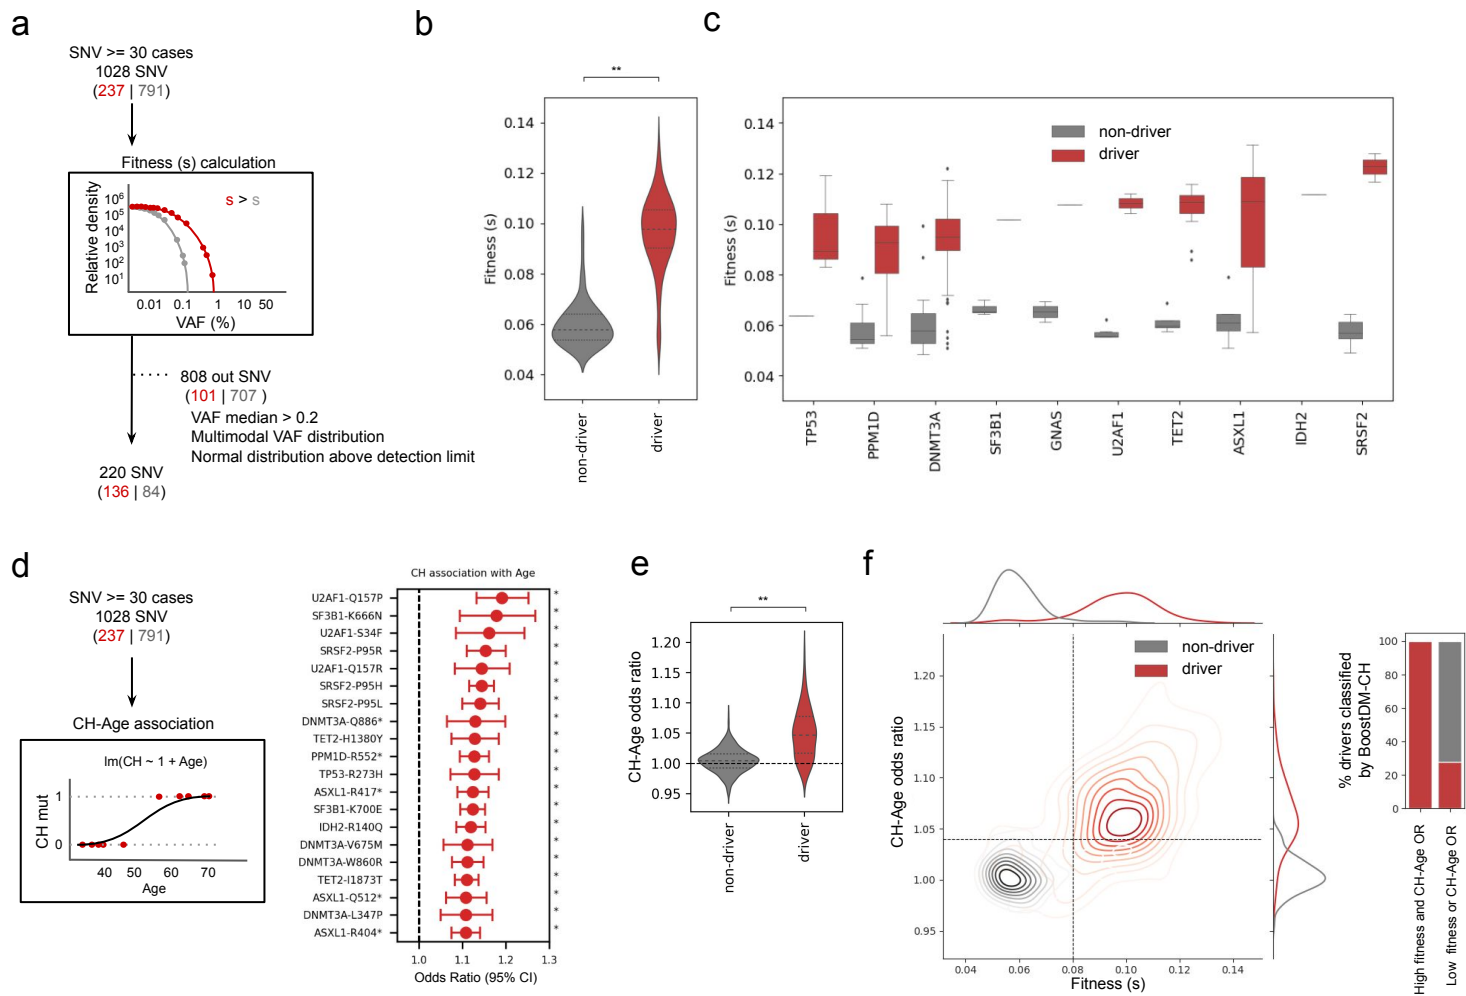 a
SNV >= 30 cases
1028 SNV
(237 | 791)
Fitness (s) calculation
Relative density
10^6
10^5
10^4
10^3
10^2
10^1
s > s
0.01 0.1 1 10 50
VAF (%)
808 out SNV
(101 | 707 )
VAF median > 0.2
Multimodal VAF distribution
Normal distribution above detection limit
220 SNV
(136 | 84)
b
**
Fitness (s)
0.14
0.12
0.10
0.08
0.06
0.04
non-driver
driver
c
Fitness (s)
0.14
0.12
0.10
0.08
0.06
0.04
non-driver
driver
TP53
PPM1D
DNMT3A
SF3B1
GNAS
U2AF1
TET2
ASXL1
IDH2
SRSF2
d
SNV >= 30 cases
1028 SNV
(237 | 791)
CH-Age association
lm(CH ~ 1 + Age)
CH mut
1
0
40 50 60 70
Age
CH association with Age
U2AF1-Q157P *
SF3B1-K666N *
U2AF1-S34F *
SRSF2-P95R *
U2AF1-Q157R *
SRSF2-P95H *
SRSF2-P95L *
DNMT3A-Q886* *
TET2-H1380Y *
PPM1D-R552* *
TP53-R273H *
ASXL1-R417* *
SF3B1-K700E *
IDH2-R140Q *
DNMT3A-V675M *
DNMT3A-W860R *
TET2-I1873T *
ASXL1-Q512* *
DNMT3A-L347P *
ASXL1-R404* *
1.0 1.1 1.2 1.3
Odds Ratio (95% CI)
e
**
CH-Age odds ratio
1.20
1.15
1.10
1.05
1.00
0.95
non-driver
driver
f
non-driver
driver
CH-Age odds ratio
1.20
1.15
1.10
1.05
1.00
0.95
0.04 0.06 0.08 0.10 0.12 0.14
Fitness (s)
% drivers classified
by BoostDM-CH
100
80
60
40
20
0
High fitness and CH-Age OR
Low fitness or CH-Age OR